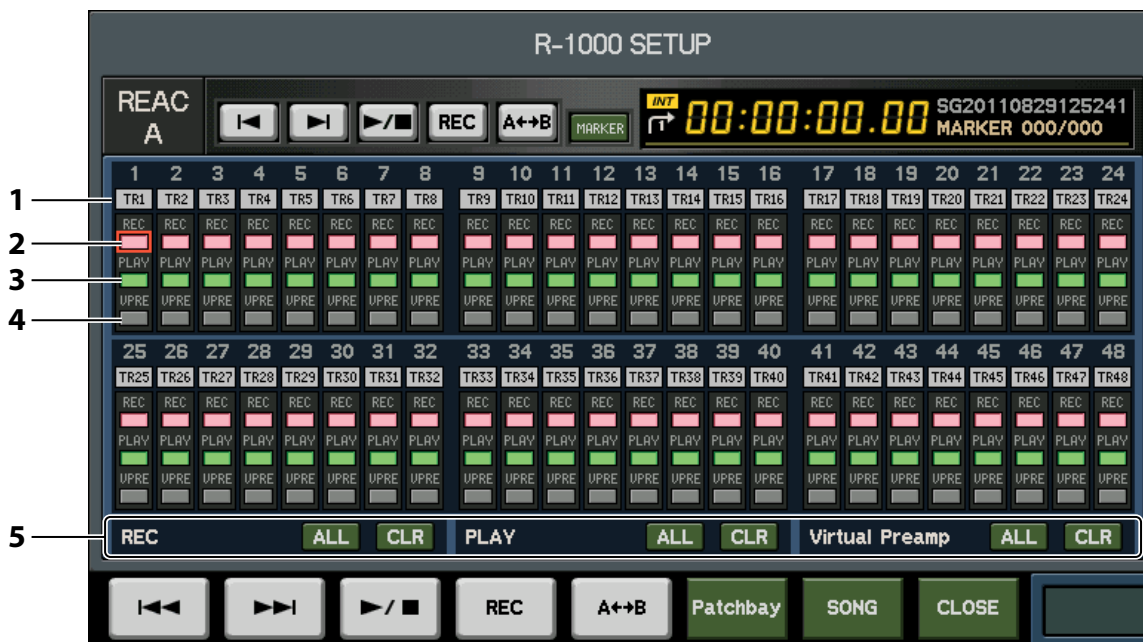 R-1000 SETUP
REAC A
REC A↔B MARKER INT 1 00:00:00.00 SG20110829125241
MARKER 000/000
1 2 3 4 5 6 7 8 9 10 11 12 13 14 15 16 17 18 19 20 21 22 23 24
1 TR1 TR2 TR3 TR4 TR5 TR6 TR7 TR8 TR9 TR10 TR11 TR12 TR13 TR14 TR15 TR16 TR17 TR18 TR19 TR20 TR21 TR22 TR23 TR24
REC REC REC REC REC REC REC REC REC REC REC REC REC REC REC REC REC REC REC REC REC REC REC REC
2
PLAY PLAY PLAY PLAY PLAY PLAY PLAY PLAY PLAY PLAY PLAY PLAY PLAY PLAY PLAY PLAY PLAY PLAY PLAY PLAY PLAY PLAY PLAY PLAY
3
VPRE VPRE VPRE VPRE VPRE VPRE VPRE VPRE VPRE VPRE VPRE VPRE VPRE VPRE VPRE VPRE VPRE VPRE VPRE VPRE VPRE VPRE VPRE VPRE
4
25 26 27 28 29 30 31 32 33 34 35 36 37 38 39 40 41 42 43 44 45 46 47 48
TR25 TR26 TR27 TR28 TR29 TR30 TR31 TR32 TR33 TR34 TR35 TR36 TR37 TR38 TR39 TR40 TR41 TR42 TR43 TR44 TR45 TR46 TR47 TR48
REC REC REC REC REC REC REC REC REC REC REC REC REC REC REC REC REC REC REC REC REC REC REC REC
PLAY PLAY PLAY PLAY PLAY PLAY PLAY PLAY PLAY PLAY PLAY PLAY PLAY PLAY PLAY PLAY PLAY PLAY PLAY PLAY PLAY PLAY PLAY PLAY
VPRE VPRE VPRE VPRE VPRE VPRE VPRE VPRE VPRE VPRE VPRE VPRE VPRE VPRE VPRE VPRE VPRE VPRE VPRE VPRE VPRE VPRE VPRE VPRE
5 REC ALL CLR PLAY ALL CLR Virtual Preamp ALL CLR
REC A↔B Patchbay SONG CLOSE